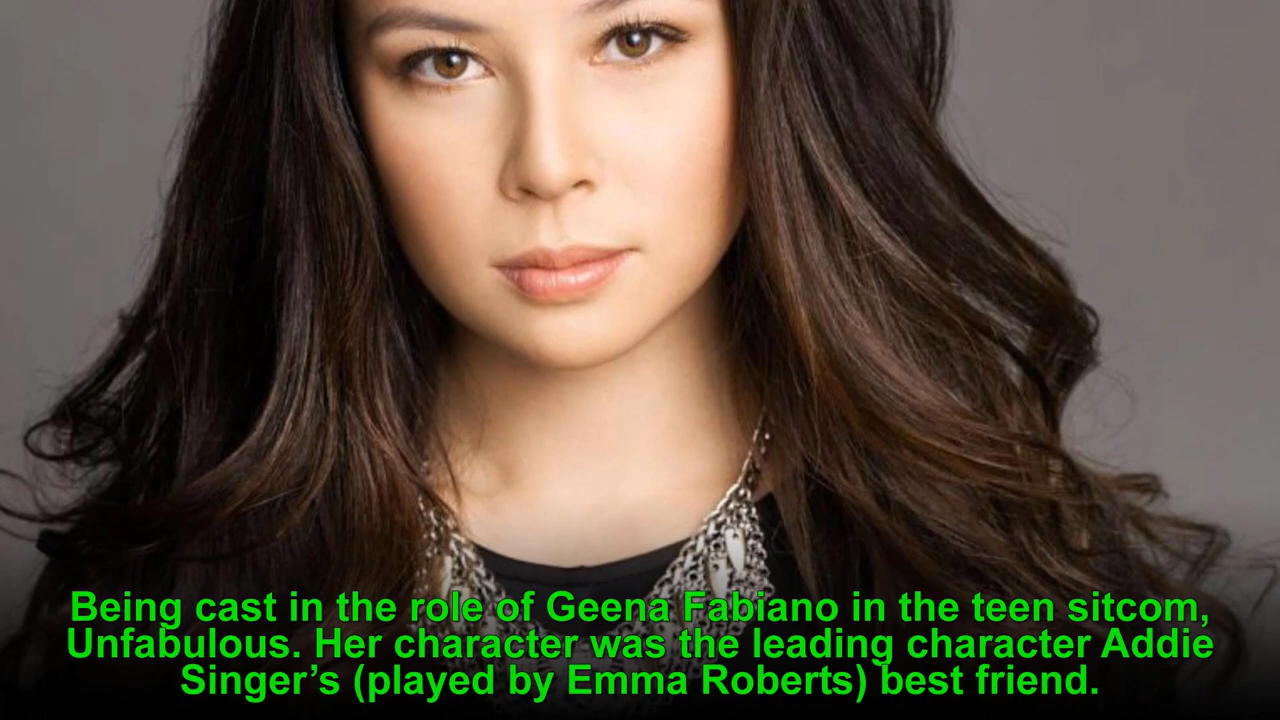 Being cast in the role of Geena Fabiano in the teen sitcom,
Unfabulous. Her character was the leading character Addie
Singer’s (played by Emma Roberts) best friend.